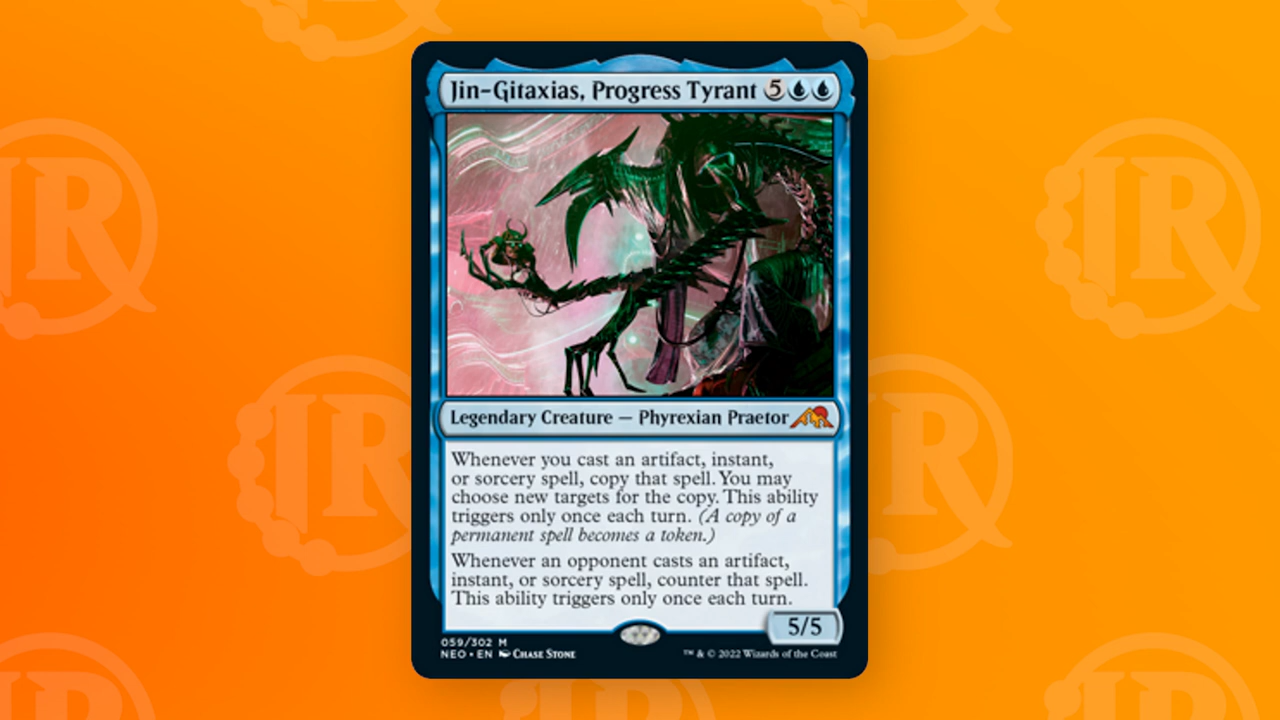 Jin-Gitaxias, Progress Tyrant 5
Legendary Creature — Phyrexian Praetor
Whenever you cast an artifact, instant,
or sorcery spell, copy that spell. You may
choose new targets for the copy. This ability
triggers only once each turn. (A copy of a
permanent spell becomes a token.)
Whenever an opponent casts an artifact,
instant, or sorcery spell, counter that spell.
This ability triggers only once each turn.
5/5
059/302 M
NEO • EN Chase Stone
™ & © 2022 Wizards of the Coast